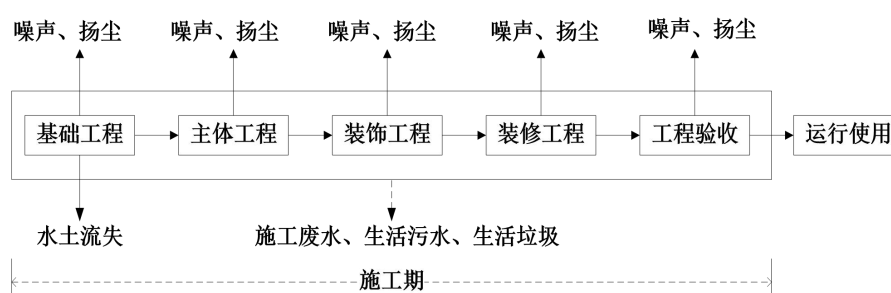 噪声、扬尘 噪声、扬尘 噪声、扬尘 噪声、扬尘 噪声、扬尘
基础工程 主体工程 装饰工程 装修工程 工程验收 运行使用
水土流失 施工废水、生活污水、生活垃圾
施工期